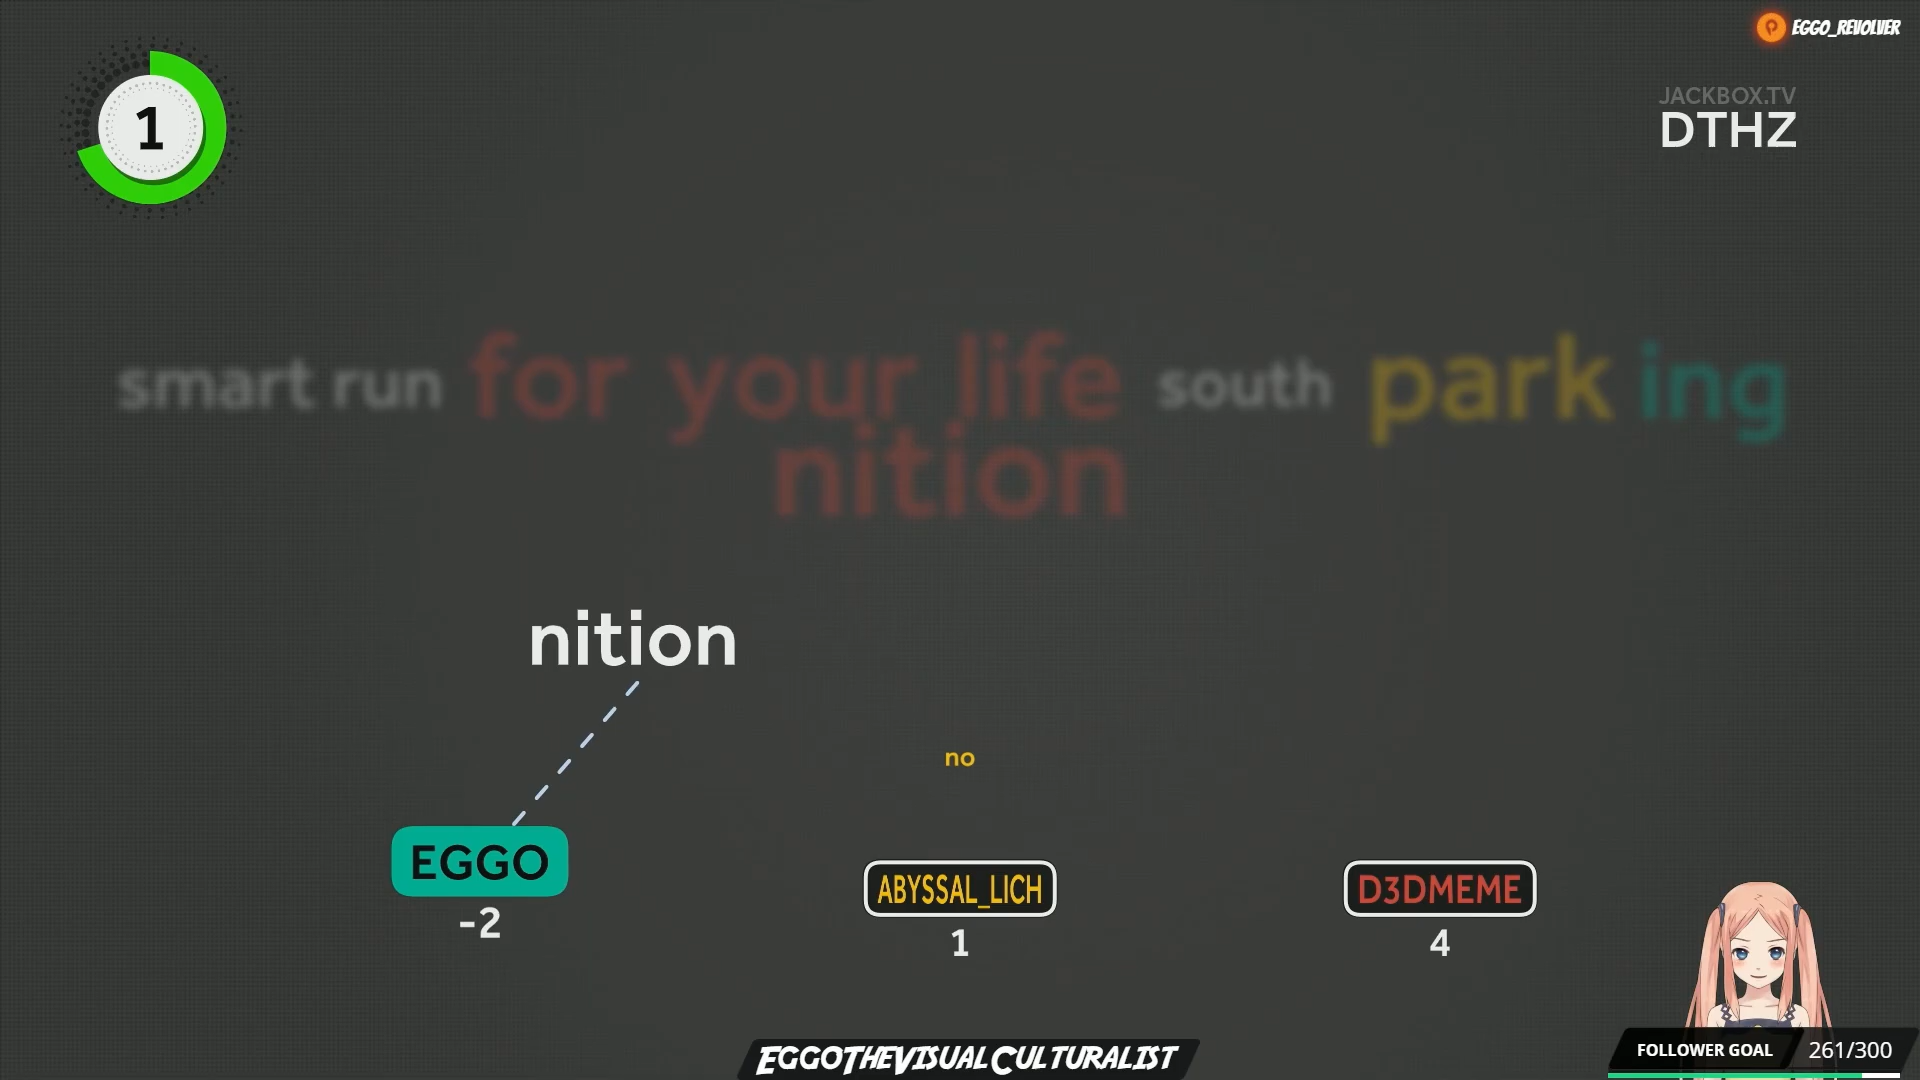 EGGO_REVOLVER
1
JACKBOX.TV
DTHZ
smart run for your life south park ing
nition
nition
no
EGGO
-2
ABYSSAL_LICH
1
D3DMEME
4
EGGOTHEVISUALCULTURALIST
FOLLOWER GOAL 261/300